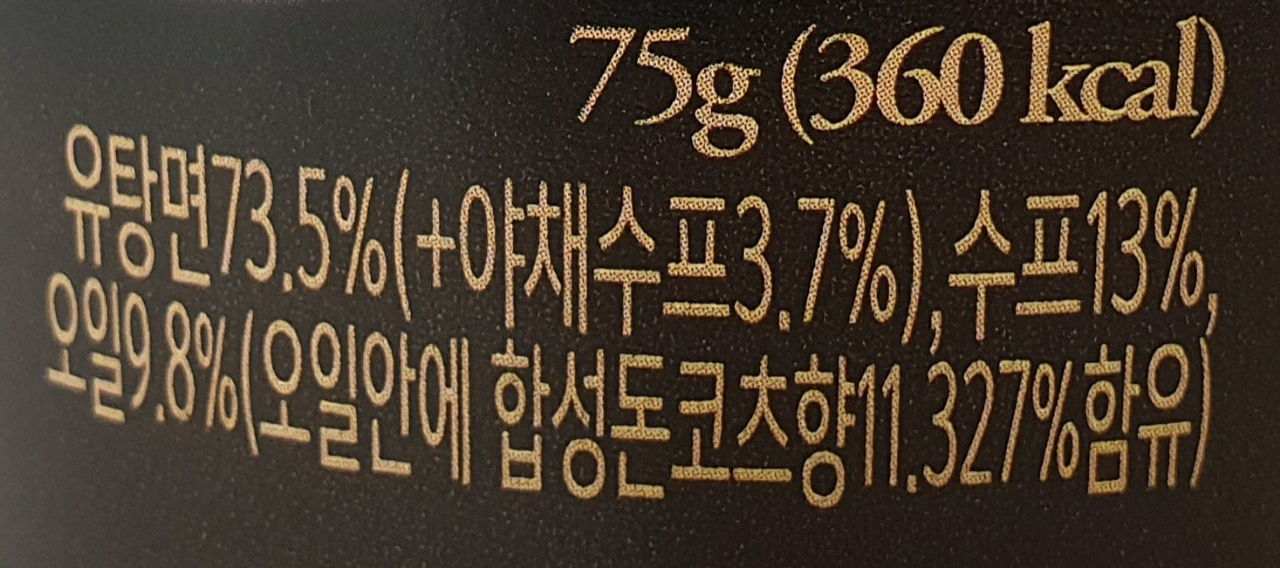 75g (360 kcal)
유탕면73.5%(+야채수프3.7%),수프13%,
오일9.8%(오일안에 합성돈코츠향11.327%함유)